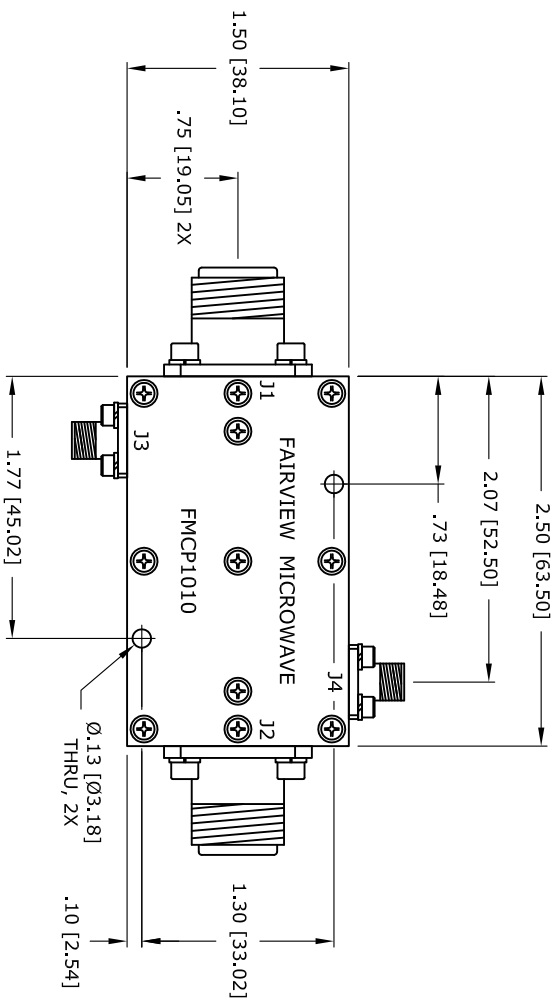 2.50 [63.50]
2.07 [52.50]
.73 [18.48]
1.50 [38.10]
.75 [19.05] 2X
J1
FAIRVIEW MICROWAVE
J4
J2
J3
FMCP1010
1.30 [33.02]
1.77 [45.02]
Ø.13 [Ø3.18]
THRU, 2X
.10 [2.54]